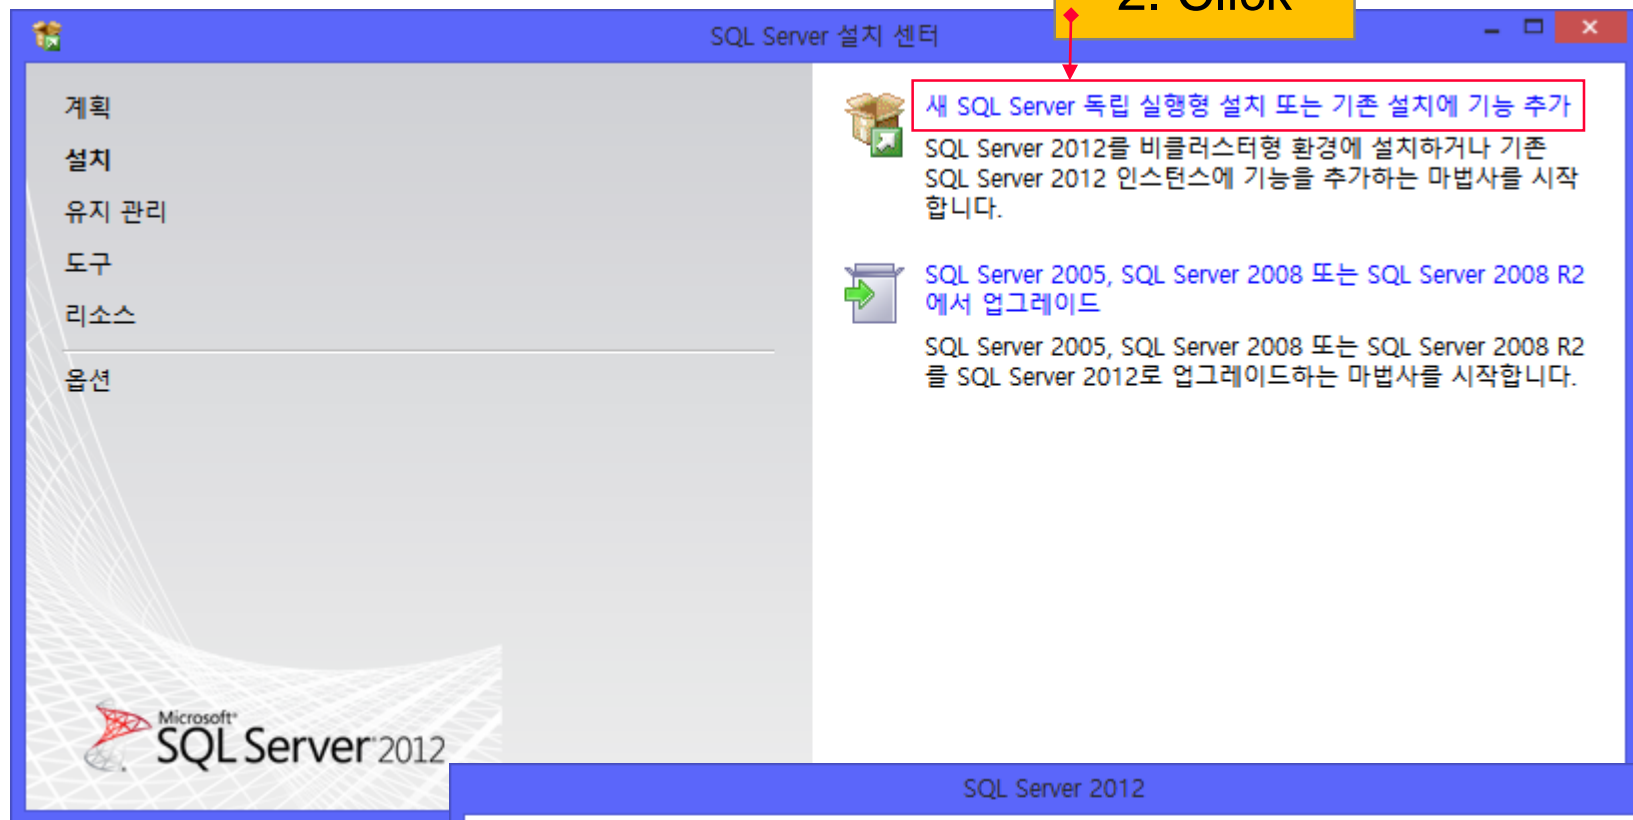 2. Click
SQL Server 설치 센터
계획
설치
유지 관리
도구
리소스
옵션
새 SQL Server 독립 실행형 설치 또는 기존 설치에 기능 추가
SQL Server 2012를 비클러스터형 환경에 설치하거나 기존
SQL Server 2012 인스턴스에 기능을 추가하는 마법사를 시작
합니다.
SQL Server 2005, SQL Server 2008 또는 SQL Server 2008 R2
에서 업그레이드
SQL Server 2005, SQL Server 2008 또는 SQL Server 2008 R2
를 SQL Server 2012로 업그레이드하는 마법사를 시작합니다.
Microsoft®
SQL Server® 2012
SQL Server 2012